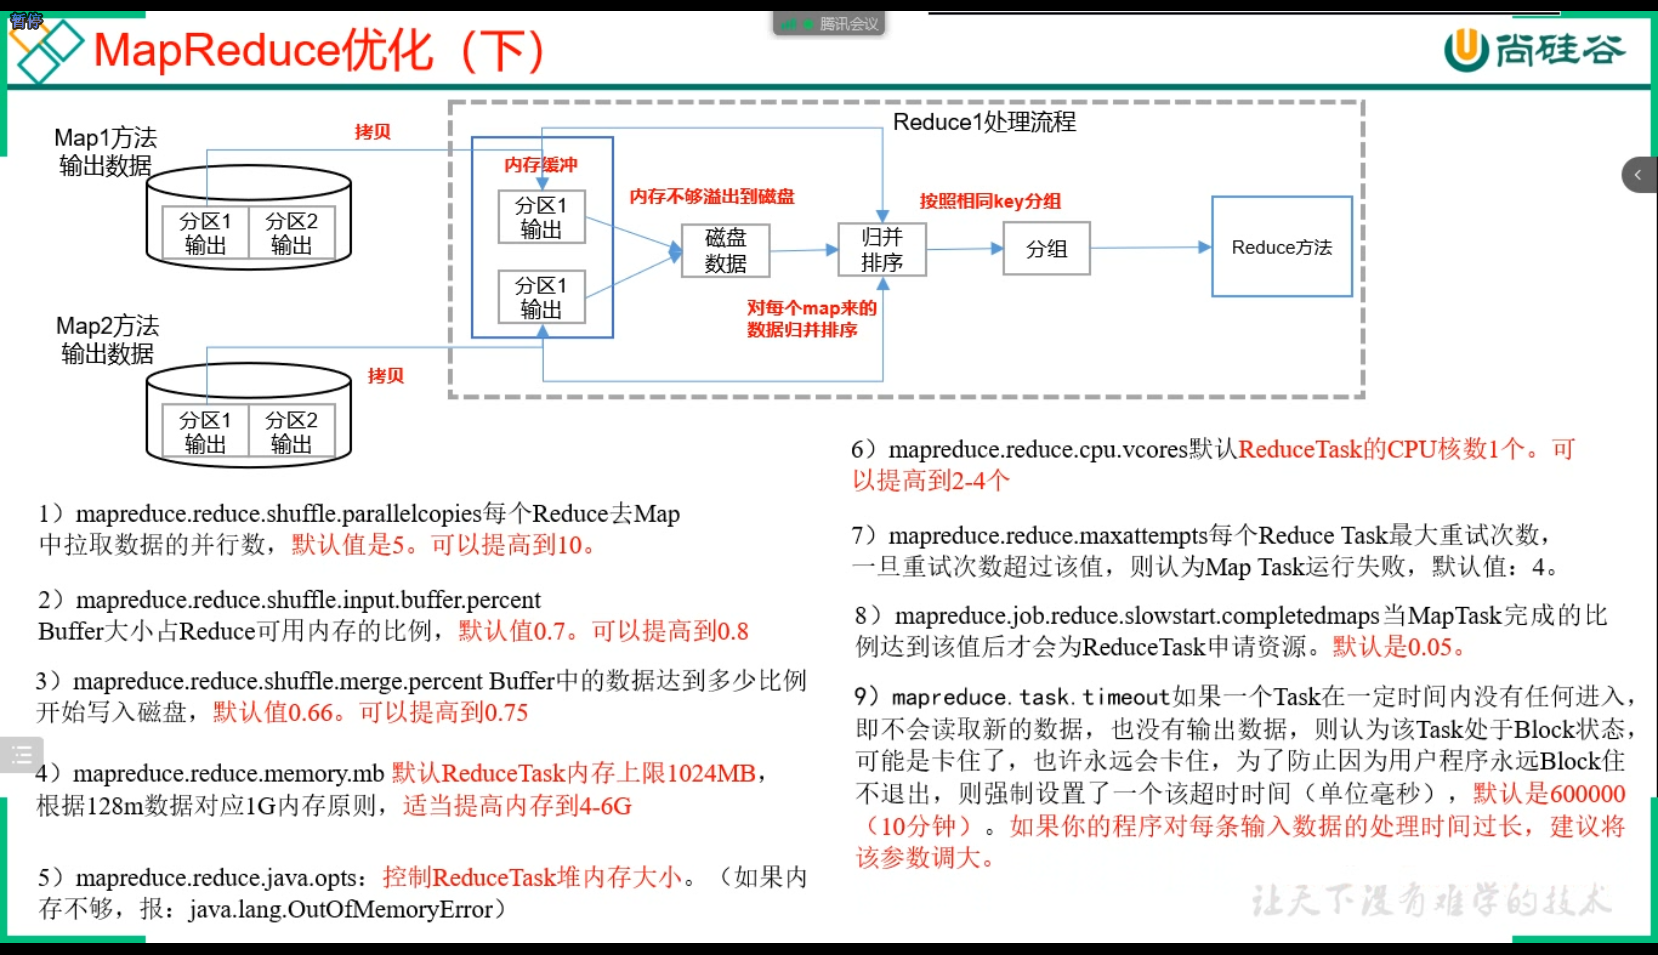 暂停
腾讯会议
MapReduce优化（下）
尚硅谷
Map1方法
输出数据
分区1
输出
分区2
输出
拷贝
Map2方法
输出数据
分区1
输出
分区2
输出
拷贝
Reduce1处理流程
内存缓冲
分区1
输出
分区1
输出
内存不够溢出到磁盘
磁盘
数据
归并
排序
对每个map来的
数据归并排序
按照相同key分组
分组
Reduce方法
1）mapreduce.reduce.shuffle.parallelcopies每个Reduce去Map
中拉取数据的并行数，默认值是5。可以提高到10。
2）mapreduce.reduce.shuffle.input.buffer.percent
Buffer大小占Reduce可用内存的比例，默认值0.7。可以提高到0.8
3）mapreduce.reduce.shuffle.merge.percent Buffer中的数据达到多少比例
开始写入磁盘，默认值0.66。可以提高到0.75
4）mapreduce.reduce.memory.mb 默认ReduceTask内存上限1024MB，
根据128m数据对应1G内存原则，适当提高内存到4-6G
5）mapreduce.reduce.java.opts：控制ReduceTask堆内存大小。（如果内
存不够，报：java.lang.OutOfMemoryError）
6）mapreduce.reduce.cpu.vcores默认ReduceTask的CPU核数1个。可
以提高到2-4个
7）mapreduce.reduce.maxattempts每个Reduce Task最大重试次数，
一旦重试次数超过该值，则认为Map Task运行失败，默认值：4。
8）mapreduce.job.reduce.slowstart.completedmaps当MapTask完成的比
例达到该值后才会为ReduceTask申请资源。默认是0.05。
9）mapreduce.task.timeout如果一个Task在一定时间内没有任何进入，
即不会读取新的数据，也没有输出数据，则认为该Task处于Block状态，
可能是卡住了，也许永远会卡住，为了防止因为用户程序永远Block住
不退出，则强制设置了一个该超时时间（单位毫秒），默认是600000
（10分钟）。如果你的程序对每条输入数据的处理时间过长，建议将
该参数调大。
让天下没有难学的技术